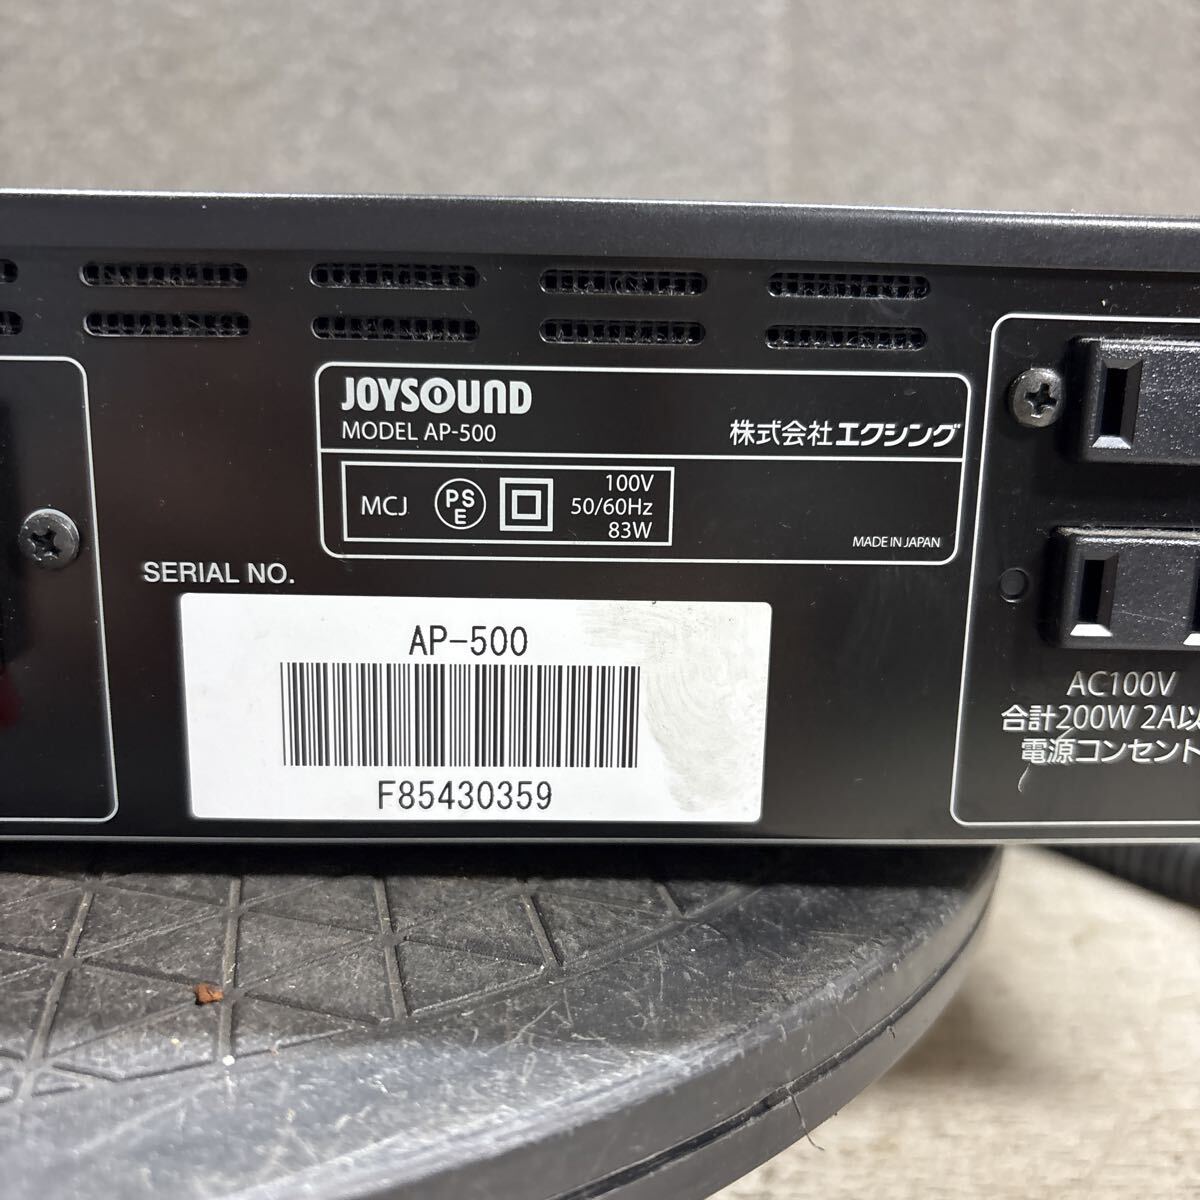 JOYSOUND
MODEL AP-500
株式会社エクシング
MCJ
PS
E
100V
50/60Hz
83W
MADE IN JAPAN
SERIAL NO.
AP-500
F85430359
AC100V
合計200W 2A以
電源コンセント